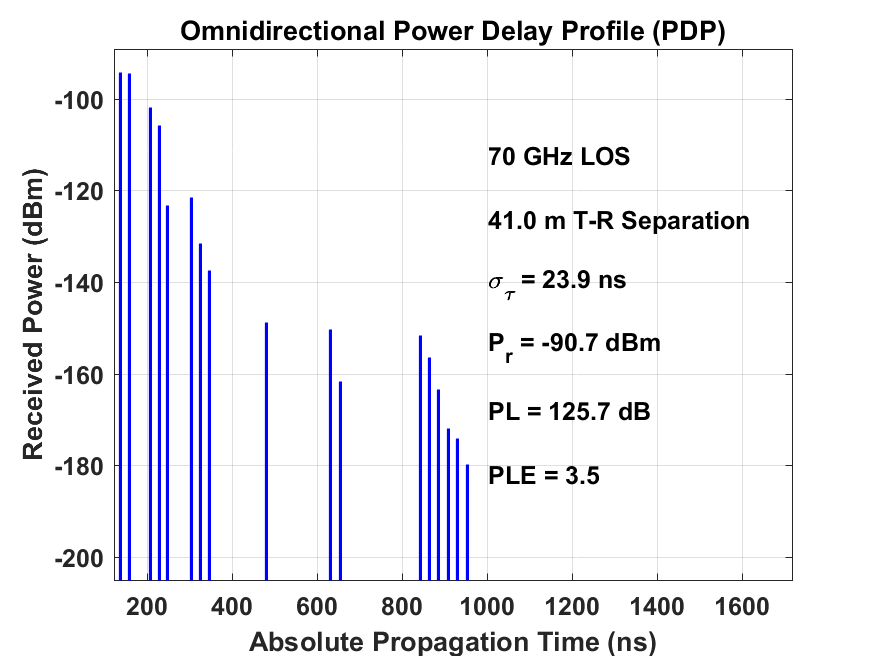 Omnidirectional Power Delay Profile (PDP)
Received Power (dBm)
-100
-120
-140
-160
-180
-200
70 GHz LOS
41.0 m T-R Separation
σ_τ = 23.9 ns
P_r = -90.7 dBm
PL = 125.7 dB
PLE = 3.5
200 400 600 800 1000 1200 1400 1600
Absolute Propagation Time (ns)